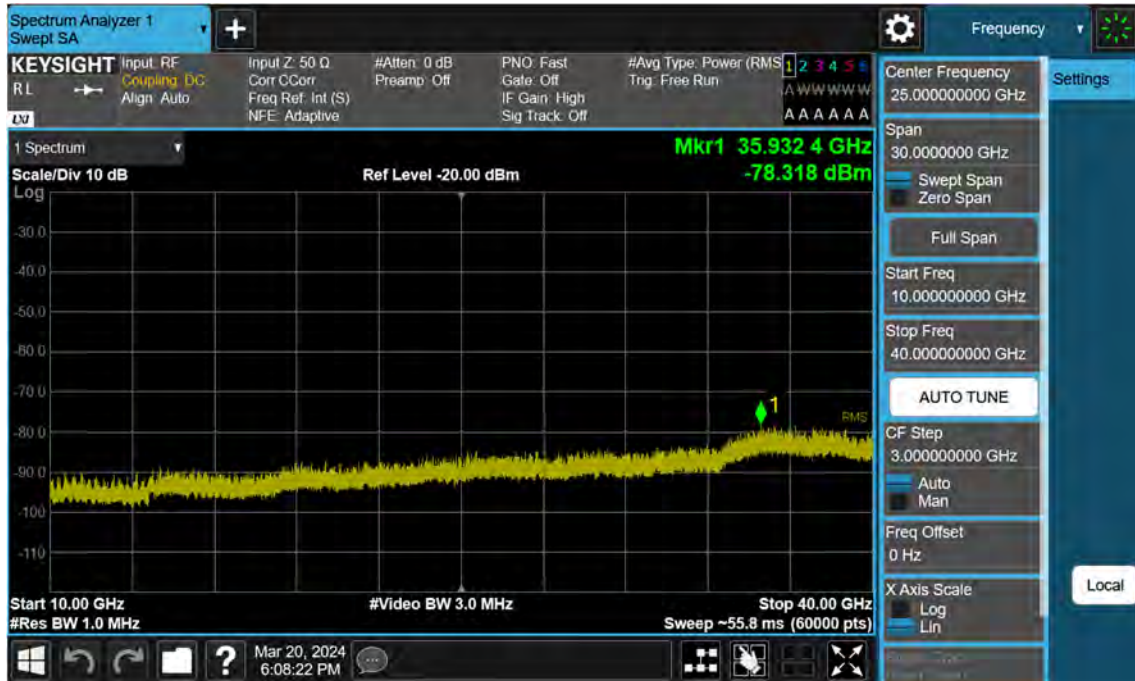 Spectrum Analyzer 1
Swept SA
Frequency
KEYSIGHT
RL
LXI
Input: RF
Coupling: DC
Align: Auto
Input Z: 50 Ω
Corr CCorr
Freq Ref: Int (S)
NFE: Adaptive
#Atten: 0 dB
Preamp: Off
PNO: Fast
Gate: Off
IF Gain: High
Sig Track: Off
#Avg Type: Power (RMS
Trig: Free Run
1 2 3 4 5 6
A W W W W W
A A A A A A
1 Spectrum
Mkr1 35.932 4 GHz
-78.318 dBm
Scale/Div 10 dB
Ref Level -20.00 dBm
Log
-30.0
-40.0
-50.0
-60.0
-70.0
-80.0
-90.0
-100
-110
1
RMS
Start 10.00 GHz
#Video BW 3.0 MHz
Stop 40.00 GHz
#Res BW 1.0 MHz
Sweep ~55.8 ms (60000 pts)
?
Mar 20, 2024
6:08:22 PM
Center Frequency
25.000000000 GHz
Span
30.0000000 GHz
Swept Span
Zero Span
Full Span
Start Freq
10.000000000 GHz
Stop Freq
40.000000000 GHz
AUTO TUNE
CF Step
3.000000000 GHz
Auto
Man
Freq Offset
0 Hz
X Axis Scale
Log
Lin
Settings
Local